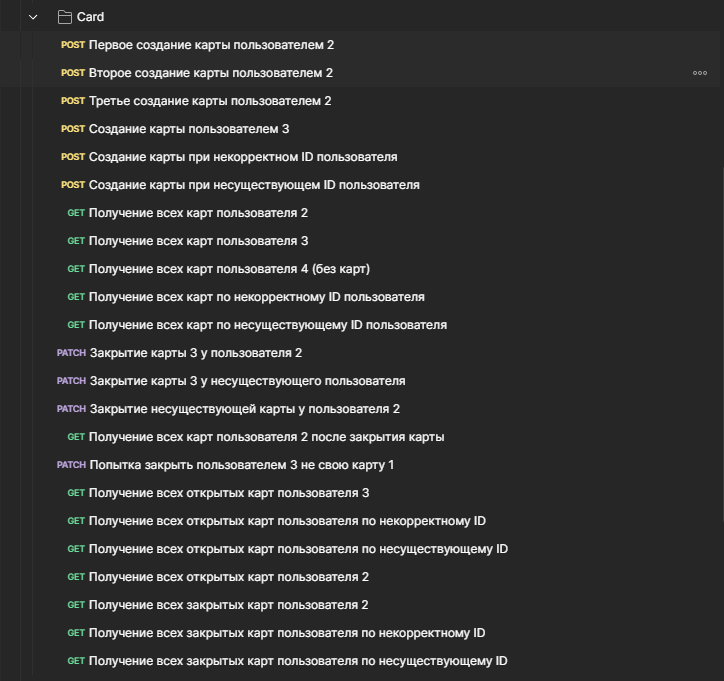 Card
POST Первое создание карты пользователем 2
POST Второе создание карты пользователем 2
POST Третье создание карты пользователем 2
POST Создание карты пользователем 3
POST Создание карты при некорректном ID пользователя
POST Создание карты при несуществующем ID пользователя
GET Получение всех карт пользователя 2
GET Получение всех карт пользователя 3
GET Получение всех карт пользователя 4 (без карт)
GET Получение всех карт по некорректному ID пользователя
GET Получение всех карт по несуществующему ID пользователя
PATCH Закрытие карты 3 у пользователя 2
PATCH Закрытие карты 3 у несуществующего пользователя
PATCH Закрытие несуществующей карты у пользователя 2
GET Получение всех карт пользователя 2 после закрытия карты
PATCH Попытка закрыть пользователем 3 не свою карту 1
GET Получение всех открытых карт пользователя 3
GET Получение всех открытых карт пользователя по некорректному ID
GET Получение всех открытых карт пользователя по несуществующему ID
GET Получение всех открытых карт пользователя 2
GET Получение всех закрытых карт пользователя 2
GET Получение всех закрытых карт пользователя по некорректному ID
GET Получение всех закрытых карт пользователя по несуществующему ID